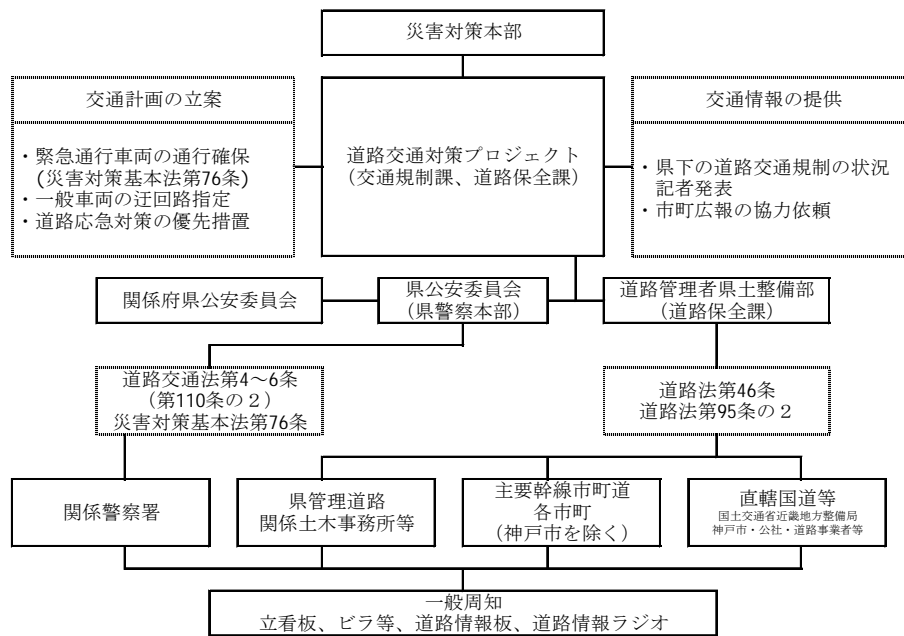 災害対策本部
交通計画の立案
・緊急通行車両の通行確保
(災害対策基本法第76条)
・一般車両の迂回路指定
・道路応急対策の優先措置
道路交通対策プロジェクト
(交通規制課、道路保全課)
交通情報の提供
・県下の道路交通規制の状況
記者発表
・市町広報の協力依頼
関係府県公安委員会
県公安委員会
(県警察本部)
道路管理者県土整備部
(道路保全課)
道路交通法第4～6条
(第110条の２)
災害対策基本法第76条
道路法第46条
道路法第95条の２
関係警察署
県管理道路
関係土木事務所等
主要幹線市町道
各市町
(神戸市を除く)
直轄国道等
国土交通省近畿地方整備局
神戸市・公社・道路事業者等
一般周知
立看板、ビラ等、道路情報板、道路情報ラジオ